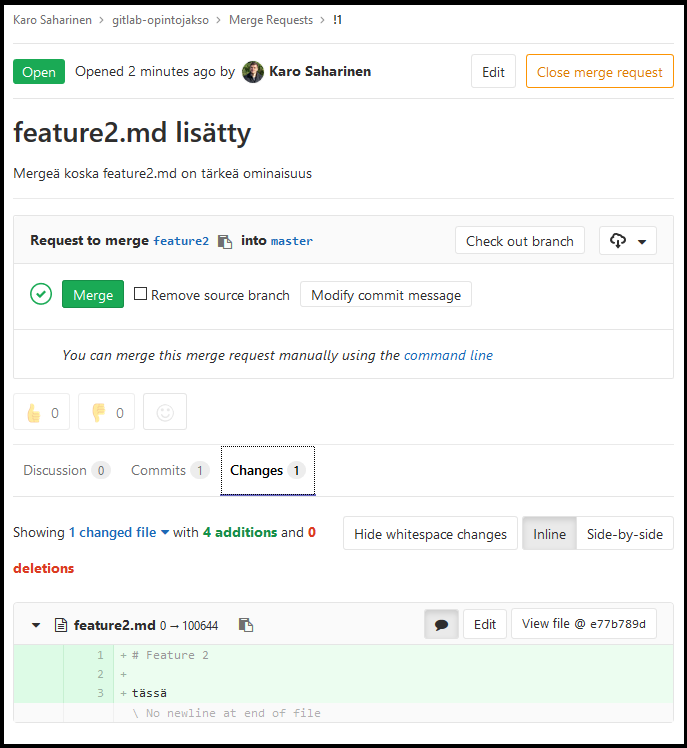 Karo Saharinen > gitlab-opintojakso > Merge Requests > !1
Open Opened 2 minutes ago by Karo Saharinen Edit Close merge request
feature2.md lisätty
Mergeä koska feature2.md on tärkeä ominaisuus
Request to merge feature2 into master Check out branch
Merge Remove source branch Modify commit message
You can merge this merge request manually using the command line
0 0
Discussion 0 Commits 1 Changes 1
Showing 1 changed file with 4 additions and 0 Hide whitespace changes Inline Side-by-side
deletions
feature2.md 0 → 100644 Edit View file @ e77b789d
1 + # Feature 2
2 +
3 + tässä
\ No newline at end of file